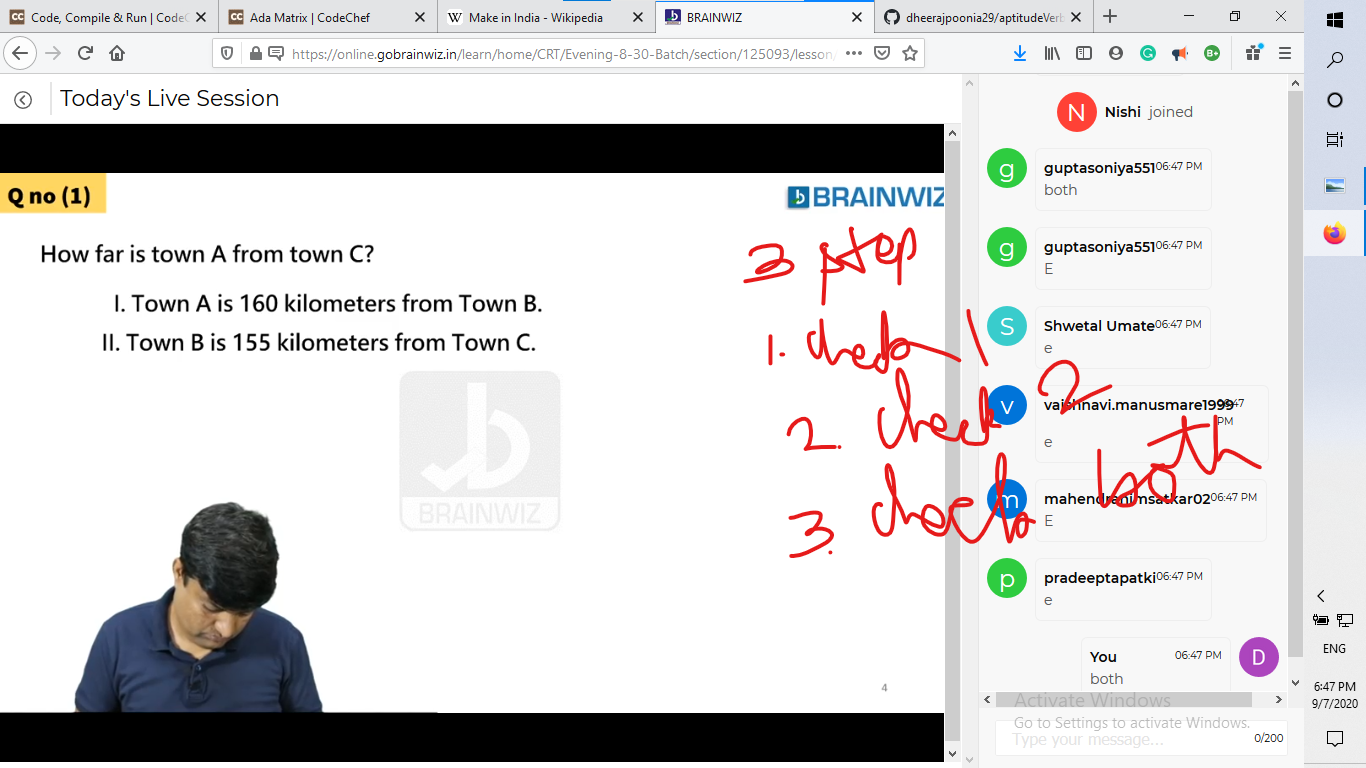 Code, Compile & Run | CodeC
Ada Matrix | CodeChef
Make in India - Wikipedia
BRAINWIZ
dheerajpoonia29/aptitudeVerb
https://online.gobrainwiz.in/learn/home/CRT/Evening-8-30-Batch/section/125093/lesson/
Today's Live Session
Q no (1)
BRAINWIZ
How far is town A from town C?
I. Town A is 160 kilometers from Town B.
II. Town B is 155 kilometers from Town C.
BRAINWIZ
3 step
1. check 1
2. check 2
3. check both
4
N
Nishi joined
g
guptasoniya551 06:47 PM
both
g
guptasoniya551 06:47 PM
E
S
Shwetal Umate 06:47 PM
e
v
vaishnavi.manusmare1999 06:47 PM
e
m
mahendranimsatkar02 06:47 PM
E
p
pradeeptapatki 06:47 PM
e
You 06:47 PM
both
D
Activate Windows
Go to Settings to activate Windows.
Type your message...
0/200
ENG
6:47 PM
9/7/2020